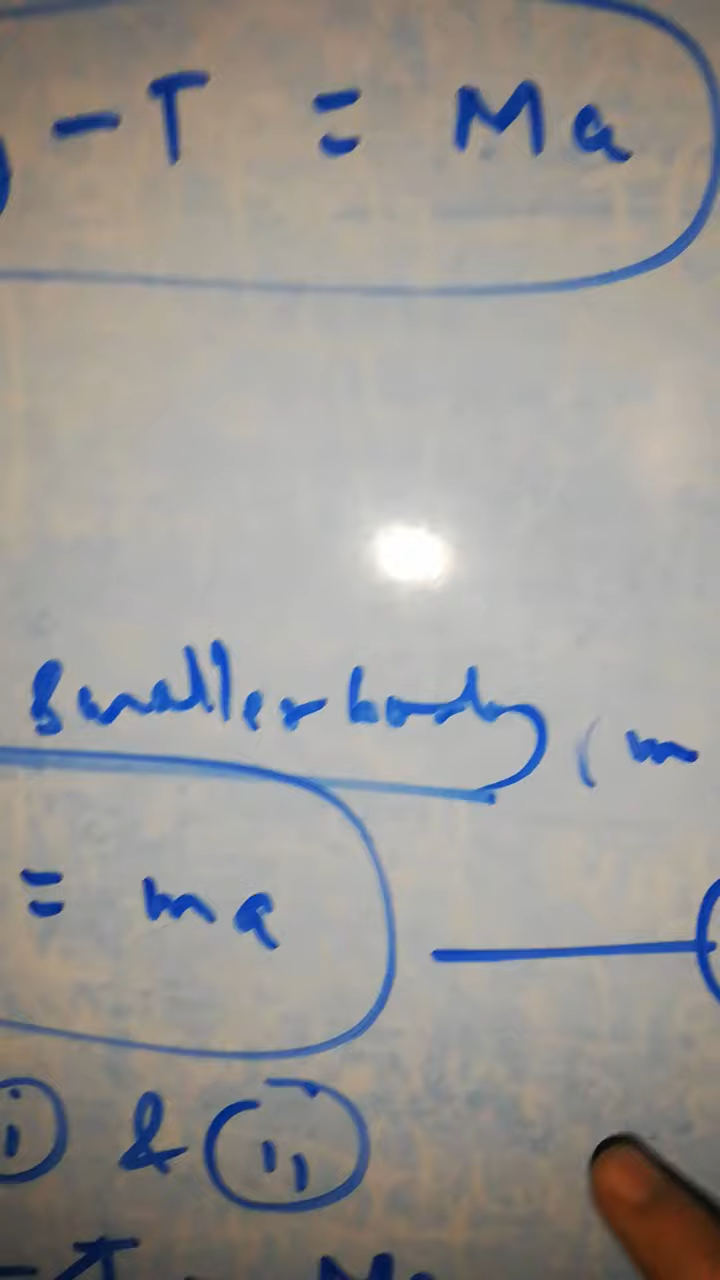 - T = Ma
Smaller body (m
= ma
i & ii